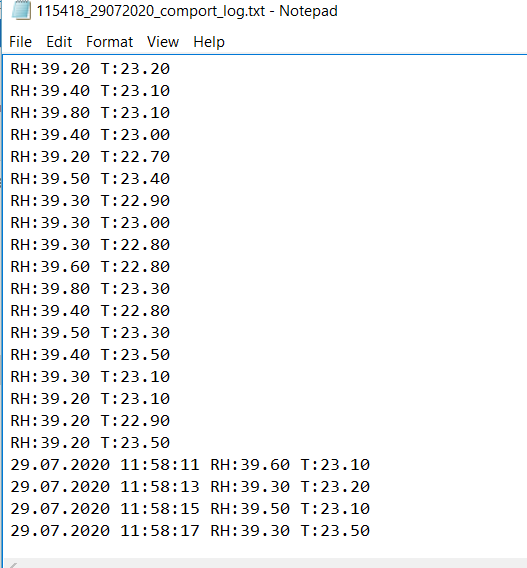 115418_29072020_comport_log.txt - Notepad
File Edit Format View Help
RH:39.20 T:23.20
RH:39.40 T:23.10
RH:39.80 T:23.10
RH:39.40 T:23.00
RH:39.20 T:22.70
RH:39.50 T:23.40
RH:39.30 T:22.90
RH:39.30 T:23.00
RH:39.30 T:22.80
RH:39.60 T:22.80
RH:39.80 T:23.30
RH:39.40 T:22.80
RH:39.50 T:23.30
RH:39.40 T:23.50
RH:39.30 T:23.10
RH:39.20 T:23.10
RH:39.20 T:22.90
RH:39.20 T:23.50
29.07.2020 11:58:11 RH:39.60 T:23.10
29.07.2020 11:58:13 RH:39.30 T:23.20
29.07.2020 11:58:15 RH:39.50 T:23.10
29.07.2020 11:58:17 RH:39.30 T:23.50